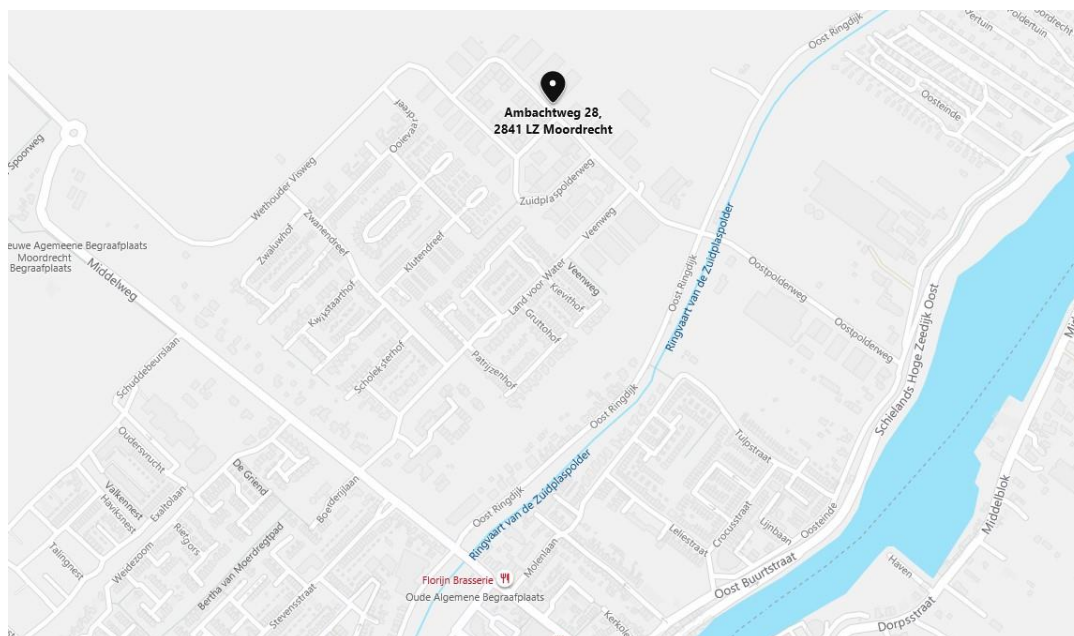 Oost Ringdijk
Oosteinde
Ambachtweg 28,
2841 LZ Moordrecht
Spoorweg
Ooievaarsdreef
Wethouder Visweg
Zuidplaspolderweg
Zwaluwhof
Zwanendreef
Klutendreef
Veenweg
Ringvaart van de Zuidplaspolder
euwe Agemeene Begraafplaats
Moordrecht
Begraafplaats
Middelweg
Kwikstaarthof
Land voor Water
Veenweg
Kievithof
Gruttohof
Oost Ringdijk
Oostpolderweg
Oostpolderweg
Schielands Hoge Zeedijk Oost
Schuddebeurslaan
Scholeksterhof
Patrijzenhof
Oost Ringdijk
Tulpstraat
Oudersvrucht
De Griend
Valkennest
Haviksnest
Exaltolaan
Boetderijlaan
Oost Ringdijk
Ringvaart van de Zuidplaspolder
Talingnest
Weidezoom
Rietgors
Bertha van Moerdregtpad
Stevensstraat
Molenlaan
Leliestraat
Crocusstraat
Lijnbaan
Oosteinde
Middelblok
Florijn Brasserie
Oude Algemene Begraafplaats
Oost Buurtstraat
Haven
Dorpsstraat